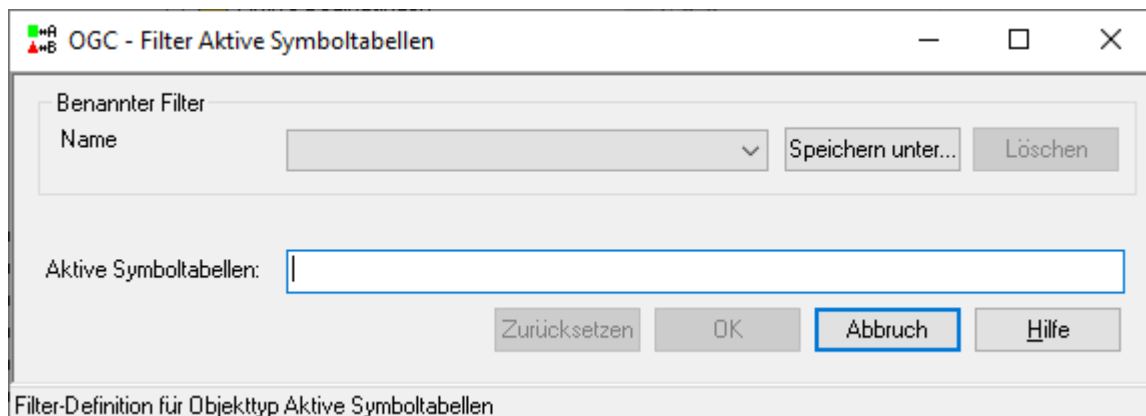 OGC - Filter Aktive Symboltabellen
Benannter Filter
Name
Speichern unter...
Löschen
Aktive Symboltabellen:
Zurücksetzen
OK
Abbruch
Hilfe
Filter-Definition für Objekttyp Aktive Symboltabellen